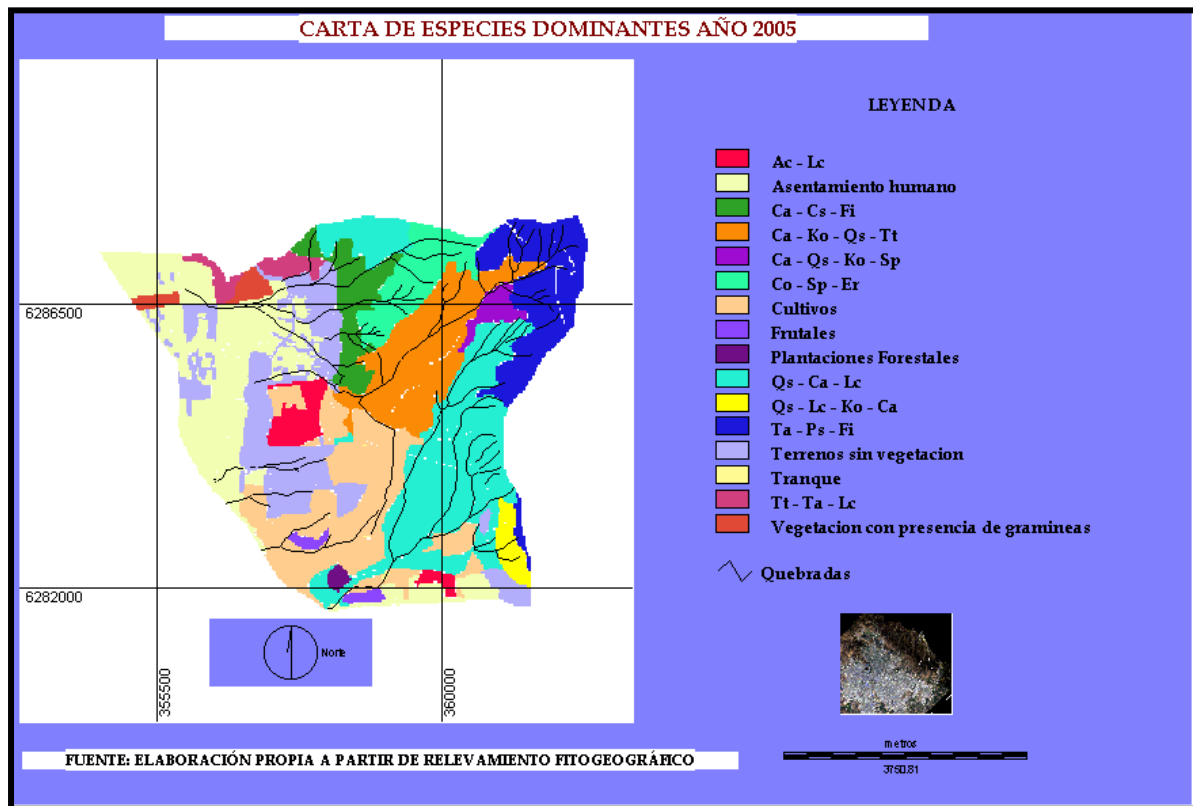 CARTA DE ESPECIES DOMINANTES AÑO 2005
LEYENDA
Ac - Lc
Asentamiento humano
Ca - Cs - Fi
Ca - Ko - Qs - Tt
Ca - Qs - Ko - Sp
Co - Sp - Er
Cultivos
Frutales
Plantaciones Forestales
Qs - Ca - Lc
Qs - Lc - Ko - Ca
Ta - Ps - Fi
Terrenos sin vegetacion
Tranque
Tt - Ta - Lc
Vegetacion con presencia de gramineas
Quebradas
6286500
6282000
355500
360000
Norte
metros
3750.81
FUENTE: ELABORACIÓN PROPIA A PARTIR DE RELEVAMIENTO FITOGEOGRÁFICO